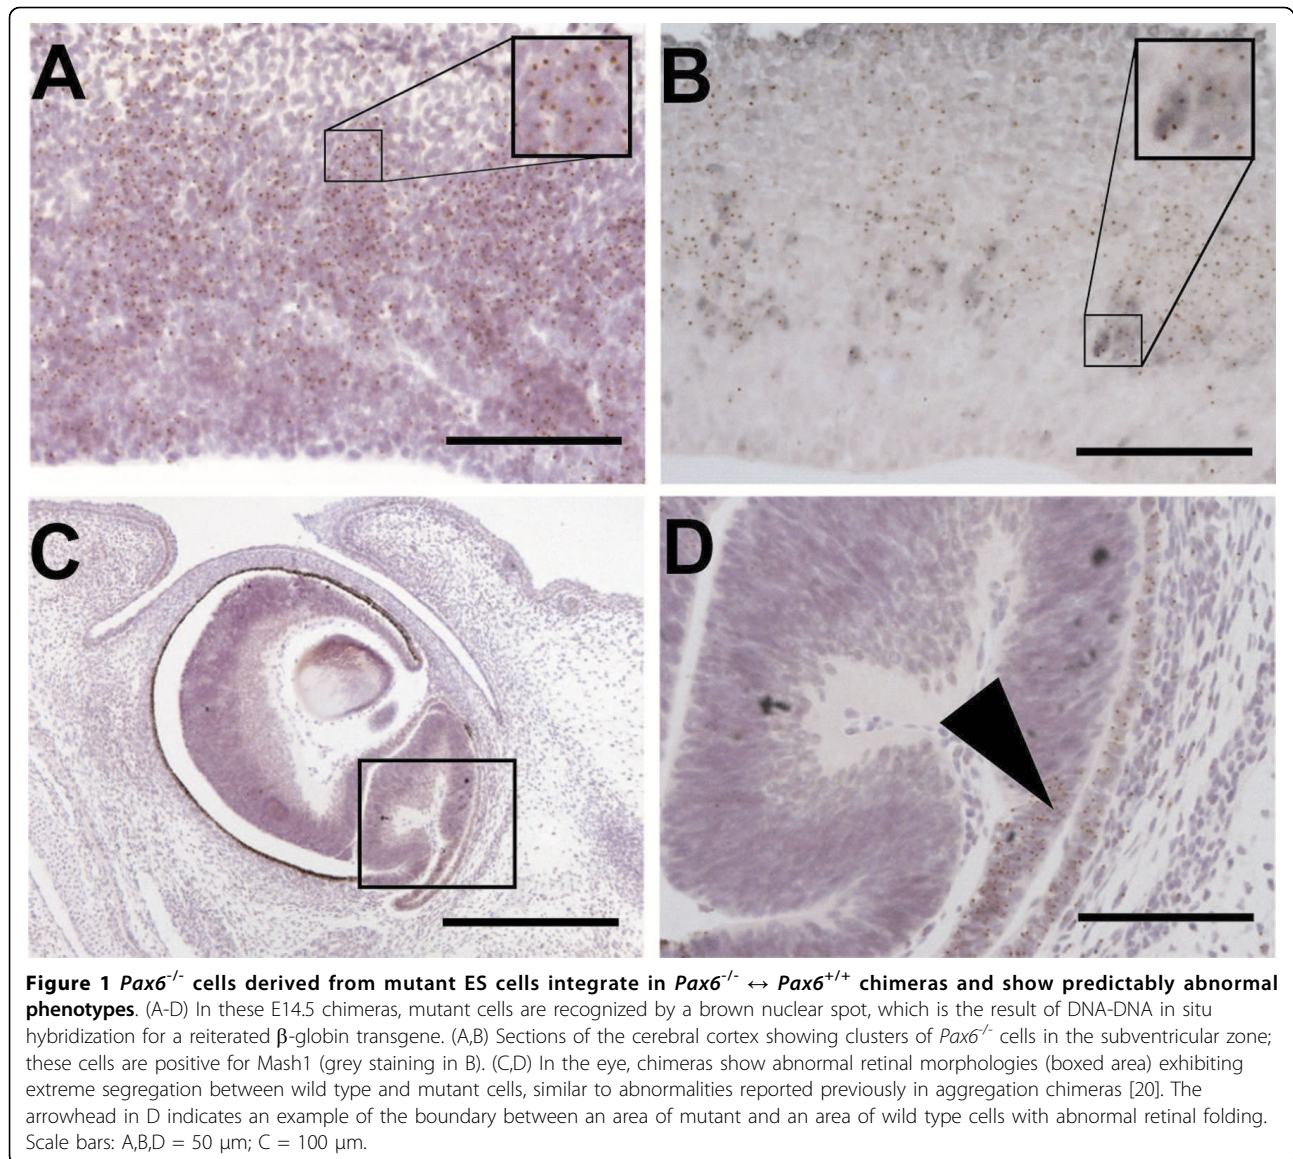 A
B
C
D
Figure 1 Pax6-/- cells derived from mutant ES cells integrate in Pax6-/- ↔ Pax6+/+ chimeras and show predictably abnormal
phenotypes. (A-D) In these E14.5 chimeras, mutant cells are recognized by a brown nuclear spot, which is the result of DNA-DNA in situ
hybridization for a reiterated β-globin transgene. (A,B) Sections of the cerebral cortex showing clusters of Pax6-/- cells in the subventricular zone;
these cells are positive for Mash1 (grey staining in B). (C,D) In the eye, chimeras show abnormal retinal morphologies (boxed area) exhibiting
extreme segregation between wild type and mutant cells, similar to abnormalities reported previously in aggregation chimeras [20]. The
arrowhead in D indicates an example of the boundary between an area of mutant and an area of wild type cells with abnormal retinal folding.
Scale bars: A,B,D = 50 μm; C = 100 μm.